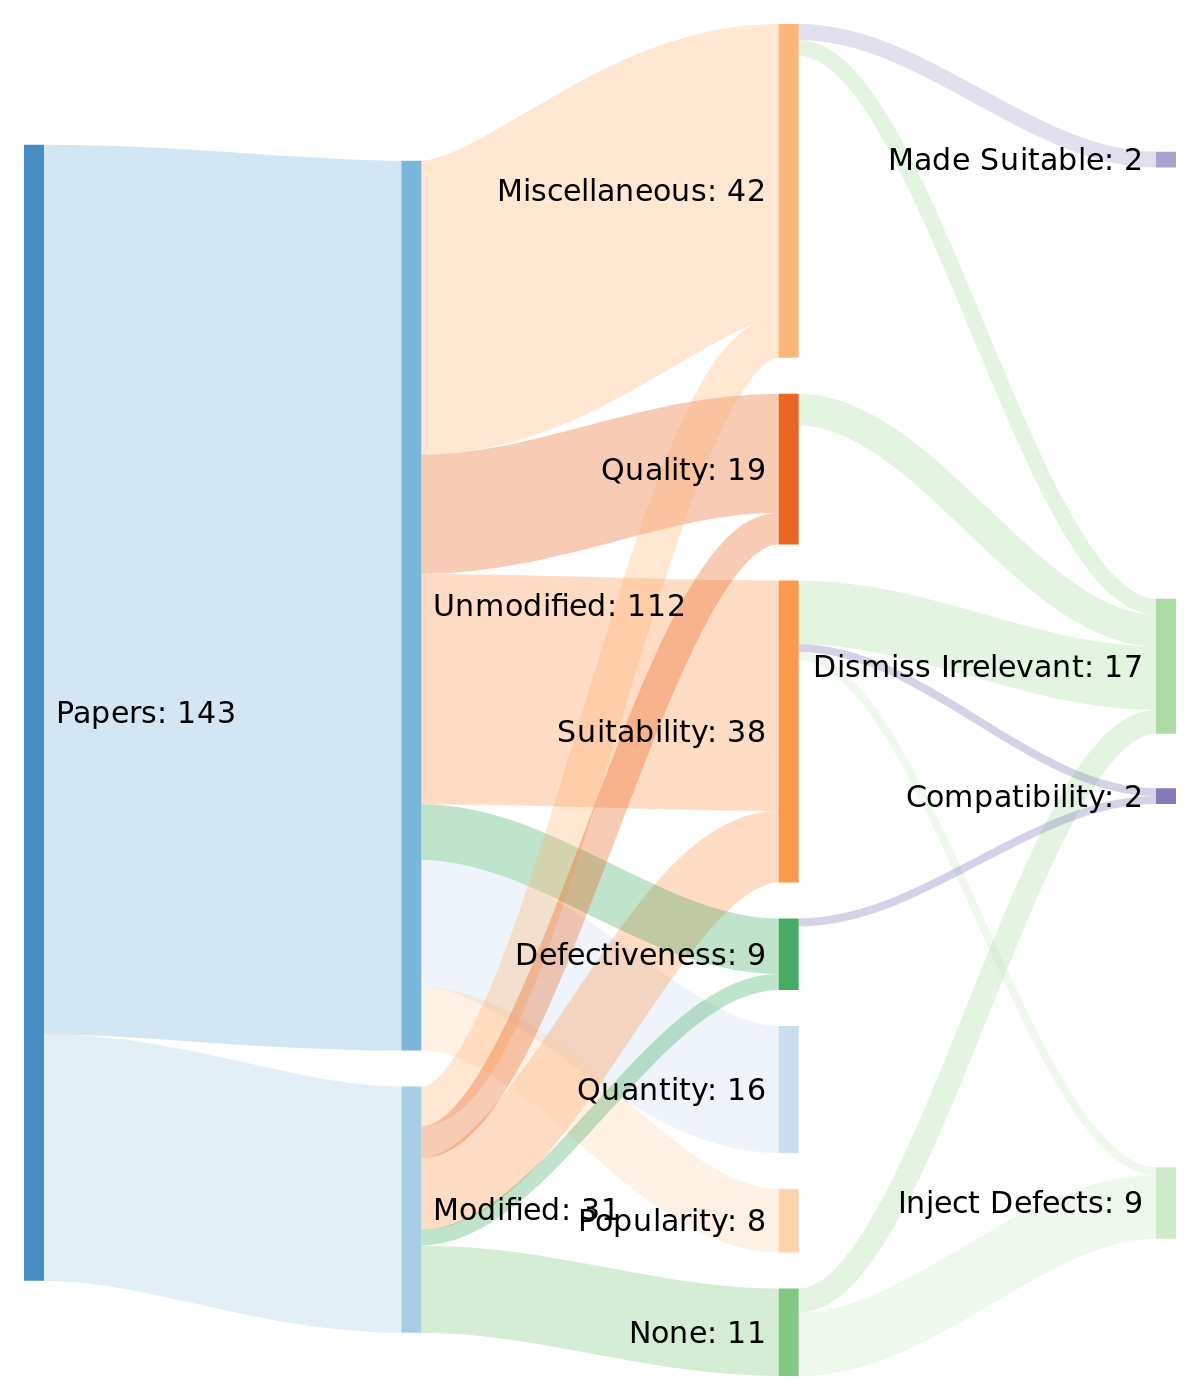 Papers: 143
Unmodified: 112
Modified: 31
Miscellaneous: 42
Quality: 19
Suitability: 38
Defectiveness: 9
Quantity: 16
Popularity: 8
None: 11
Made Suitable: 2
Dismiss Irrelevant: 17
Compatibility: 2
Inject Defects: 9